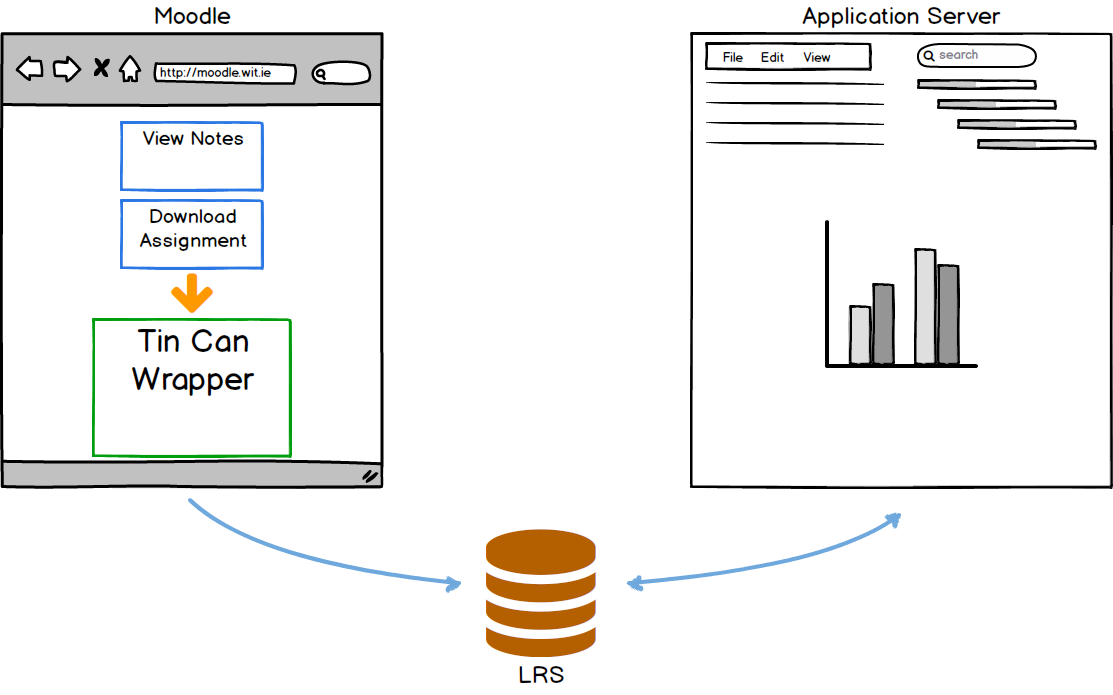 Moodle
http://moodle.wit.ie
View Notes
Download
Assignment
Tin Can
Wrapper
Application Server
File Edit View
search
LRS